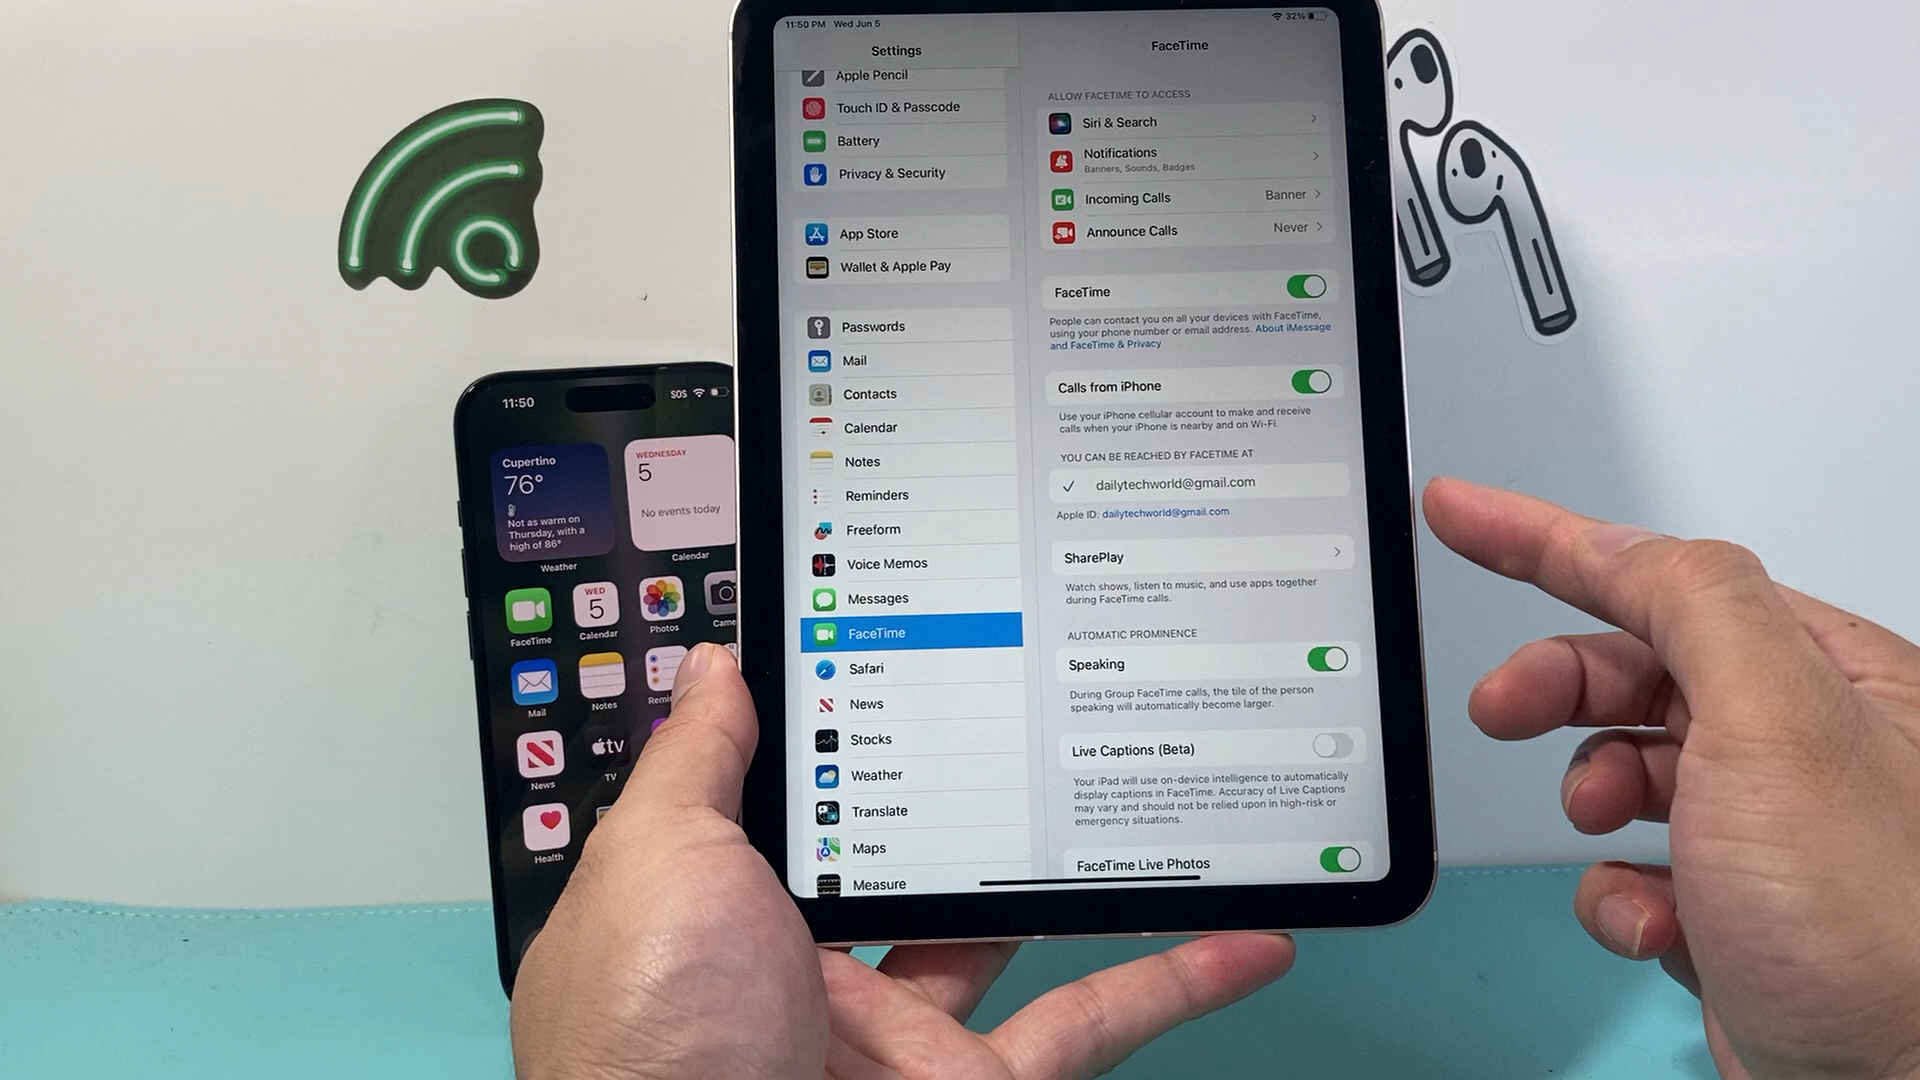 11:50 PM Wed Jun 5
32%
Settings
Apple Pencil
Touch ID & Passcode
Battery
Privacy & Security
App Store
Wallet & Apple Pay
Passwords
Mail
Contacts
Calendar
Notes
Reminders
Freeform
Voice Memos
Messages
FaceTime
Safari
News
Stocks
Weather
Translate
Maps
Measure
FaceTime
ALLOW FACETIME TO ACCESS
Siri & Search
Notifications
Banners, Sounds, Badges
Incoming Calls Banner
Announce Calls Never
FaceTime
People can contact you on all your devices with FaceTime,
using your phone number or email address. About iMessage
and FaceTime & Privacy
Calls from iPhone
Use your iPhone cellular account to make and receive
calls when your iPhone is nearby and on Wi-Fi.
YOU CAN BE REACHED BY FACETIME AT
dailytechworld@gmail.com
Apple ID: dailytechworld@gmail.com
SharePlay
Watch shows, listen to music, and use apps together
during FaceTime calls.
AUTOMATIC PROMINENCE
Speaking
During Group FaceTime calls, the tile of the person
speaking will automatically become larger.
Live Captions (Beta)
Your iPad will use on-device intelligence to automatically
display captions in FaceTime. Accuracy of Live Captions
may vary and should not be relied upon in high-risk or
emergency situations.
FaceTime Live Photos
11:50
SOS
Cupertino
76°
Not as warm on
Thursday, with a
high of 86°
Weather
WEDNESDAY
5
No events today
Calendar
WED
5
FaceTime
Calendar
Photos
Came
Mail
Notes
Remi
News
tv
TV
Health